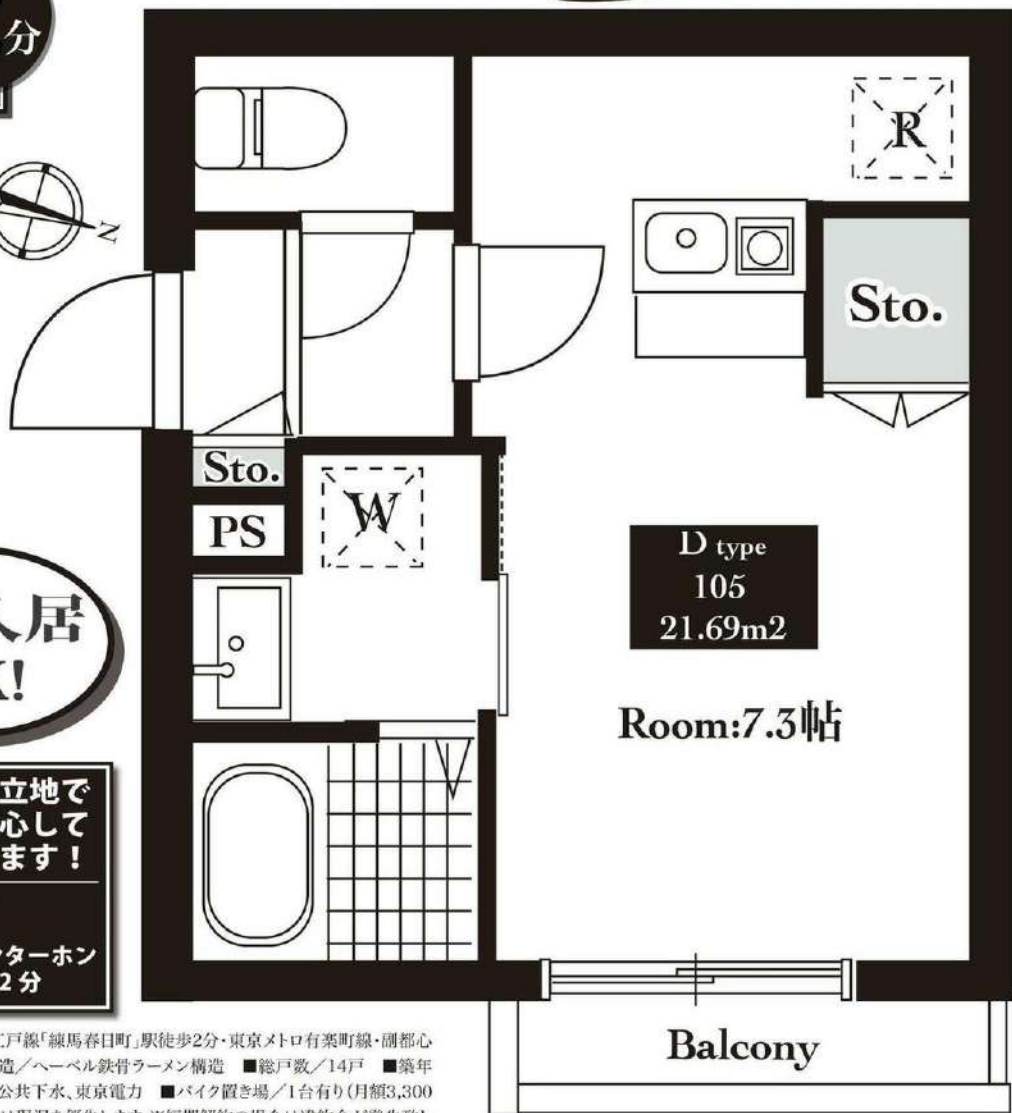 分
N
R
Sto.
Sto.
PS
W
D type
105
21.69m2
Room:7.3帖
居
!
立地で
心して
ます！
ターホン
2分
Balcony
江戸線「練馬春日町」駅徒歩2分・東京メトロ有楽町線・副都心
造／ヘーベル鉄骨ラーメン構造 ■総戸数／14戸 ■築年
公共下水、東京電力 ■バイク置き場／1台有り(月額3,300